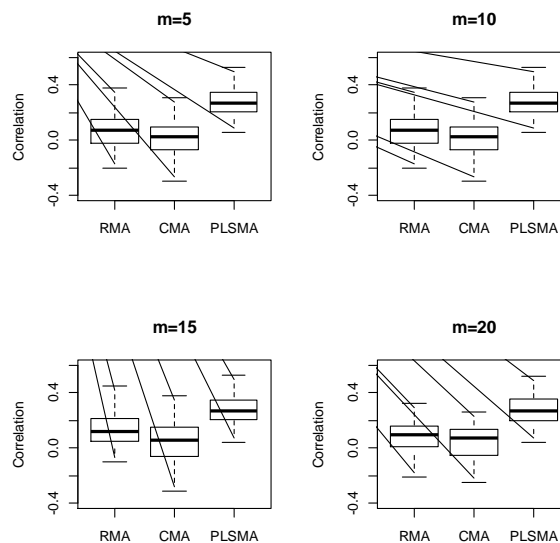 m=5
Correlation
0.4
0.0
-0.4
RMA CMA PLSMA
m=10
Correlation
0.4
0.0
-0.4
RMA CMA PLSMA
m=15
Correlation
0.4
0.0
-0.4
RMA CMA PLSMA
m=20
Correlation
0.4
0.0
-0.4
RMA CMA PLSMA